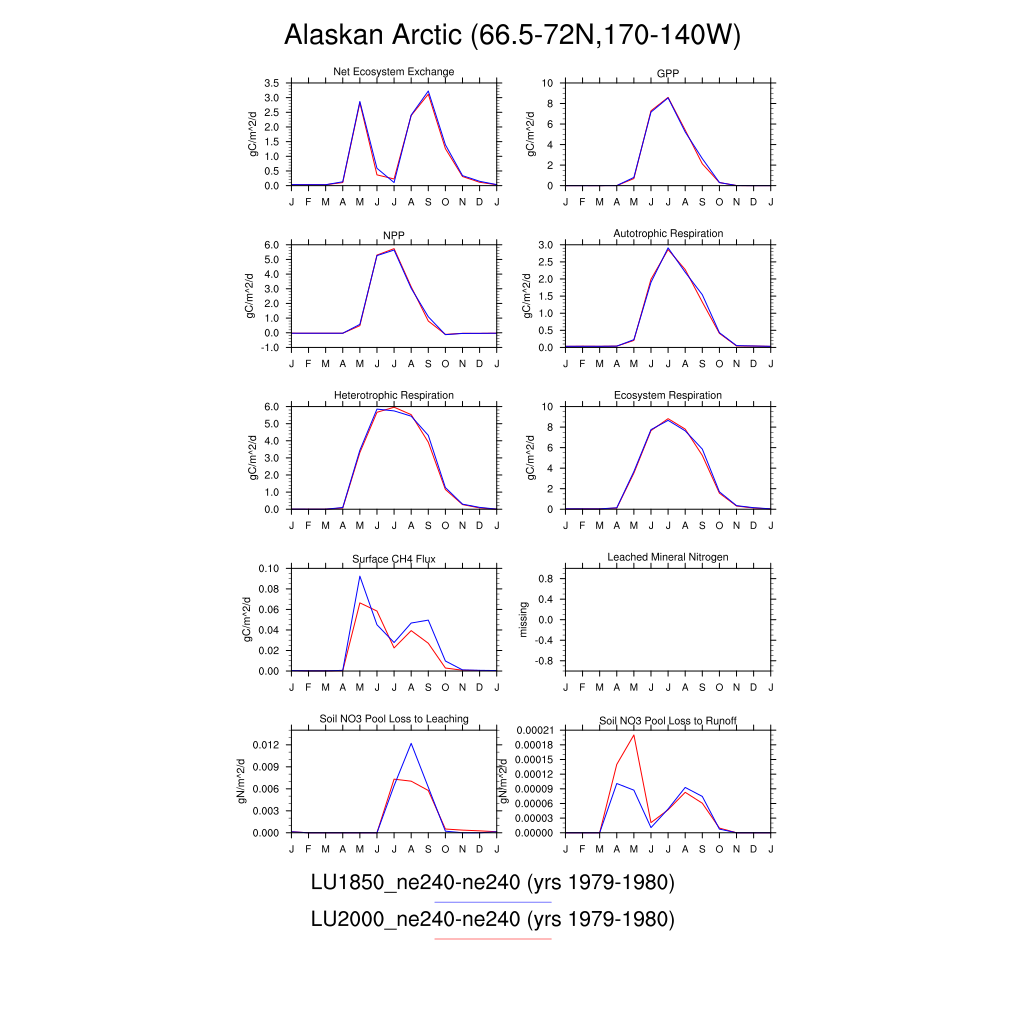 Alaskan Arctic (66.5-72N,170-140W)
Net Ecosystem Exchange
gC/m^2/d
3.5
3.0
2.5
2.0
1.5
1.0
0.5
0.0
J F M A M J J A S O N D J
GPP
gC/m^2/d
10
8
6
4
2
0
J F M A M J J A S O N D J
NPP
gC/m^2/d
6.0
5.0
4.0
3.0
2.0
1.0
0.0
-1.0
J F M A M J J A S O N D J
Autotrophic Respiration
gC/m^2/d
3.0
2.5
2.0
1.5
1.0
0.5
0.0
J F M A M J J A S O N D J
Heterotrophic Respiration
gC/m^2/d
6.0
5.0
4.0
3.0
2.0
1.0
0.0
J F M A M J J A S O N D J
Ecosystem Respiration
gC/m^2/d
10
8
6
4
2
0
J F M A M J J A S O N D J
Surface CH4 Flux
gC/m^2/d
0.10
0.08
0.06
0.04
0.02
0.00
J F M A M J J A S O N D J
Leached Mineral Nitrogen
missing
0.8
0.4
0.0
-0.4
-0.8
J F M A M J J A S O N D J
Soil NO3 Pool Loss to Leaching
gN/m^2/d
0.012
0.009
0.006
0.003
0.000
J F M A M J J A S O N D J
Soil NO3 Pool Loss to Runoff
gN/m^2/d
0.00021
0.00018
0.00015
0.00012
0.00009
0.00006
0.00003
0.00000
J F M A M J J A S O N D J
LU1850_ne240-ne240 (yrs 1979-1980)
LU2000_ne240-ne240 (yrs 1979-1980)